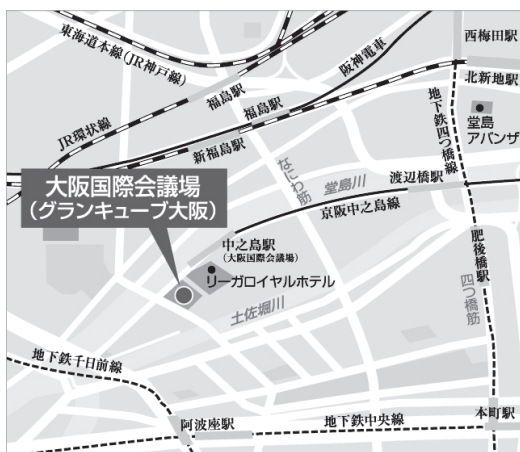 東海道本線(JR神戸線)
西梅田駅
北新地駅
阪神電車
福島駅
福島駅
新福島駅
JR環状線
地下鉄四つ橋線
堂島
アバンザ
大阪国際会議場
(グランキューブ大阪)
なにわ筋
堂島川
渡辺橋駅
京阪中之島線
中之島駅
(大阪国際会議場)
リーガロイヤルホテル
土佐堀川
肥後橋駅
四つ橋筋
地下鉄千日前線
阿波座駅
地下鉄中央線
本町駅